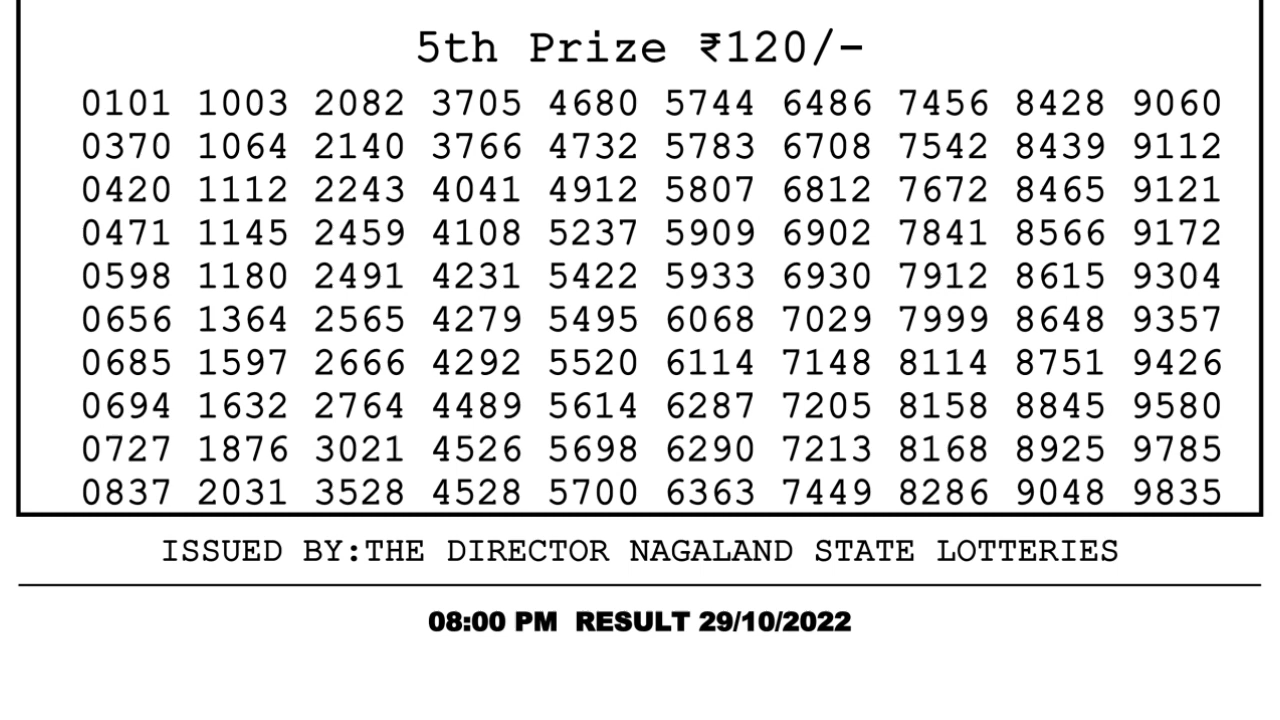 5th Prize ₹120/-
0101 1003 2082 3705 4680 5744 6486 7456 8428 9060
0370 1064 2140 3766 4732 5783 6708 7542 8439 9112
0420 1112 2243 4041 4912 5807 6812 7672 8465 9121
0471 1145 2459 4108 5237 5909 6902 7841 8566 9172
0598 1180 2491 4231 5422 5933 6930 7912 8615 9304
0656 1364 2565 4279 5495 6068 7029 7999 8648 9357
0685 1597 2666 4292 5520 6114 7148 8114 8751 9426
0694 1632 2764 4489 5614 6287 7205 8158 8845 9580
0727 1876 3021 4526 5698 6290 7213 8168 8925 9785
0837 2031 3528 4528 5700 6363 7449 8286 9048 9835
ISSUED BY:THE DIRECTOR NAGALAND STATE LOTTERIES
08:00 PM RESULT 29/10/2022